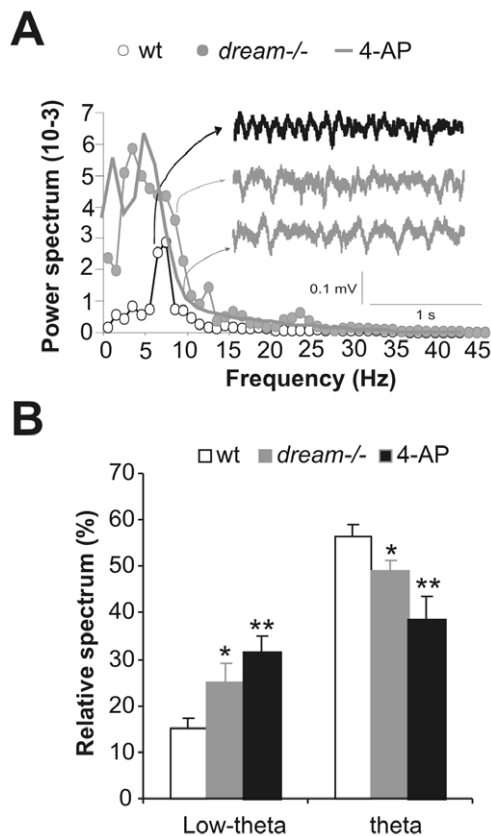 A
wt dream-/- 4-AP
Power spectrum (10-3)
7
6
5
4
3
2
1
0
0.1 mV
1 s
0 5 10 15 20 25 30 35 40 45
Frequency (Hz)
B
wt dream-/- 4-AP
Relative spectrum (%)
70
60
50
40
30
20
10
0
* ** * **
Low-theta theta